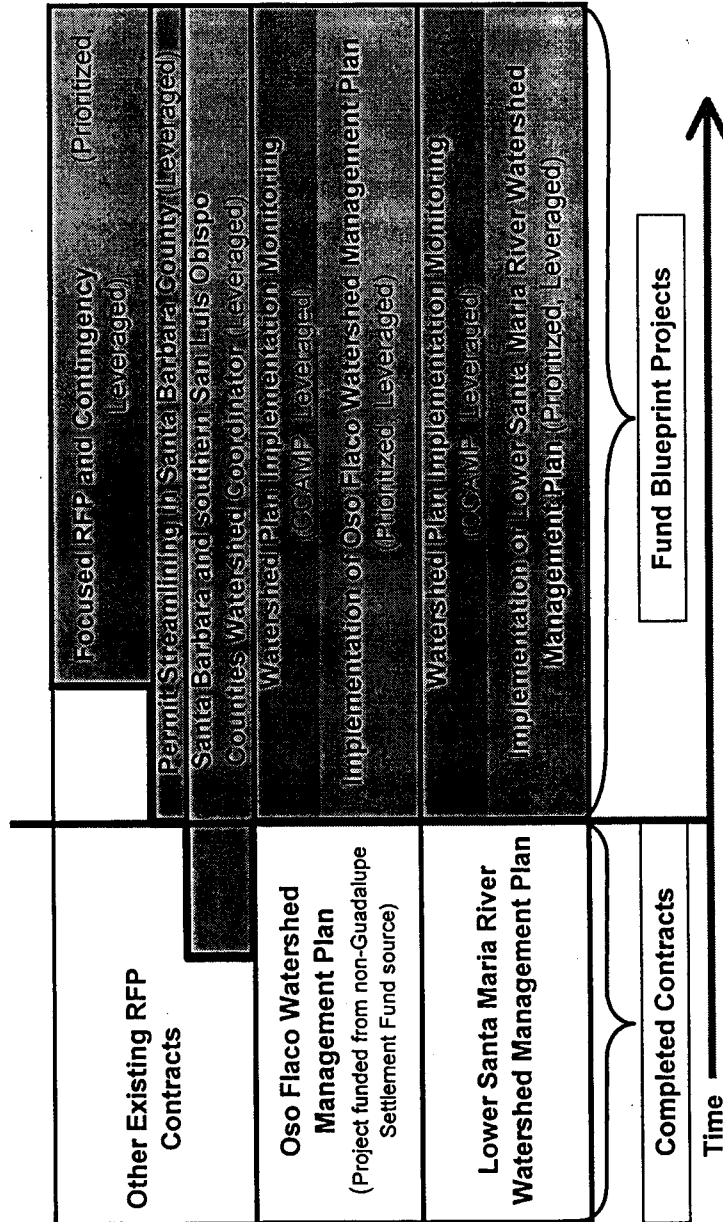 Other Existing RFP
Contracts
Focused RFP and Contingency (Prioritized,
Leveraged)
Permit Streamlining in Santa Barbara County (Leveraged)
Santa Barbara and southern San Luis Obispo
Counties Watershed Coordinator (Leveraged)
Oso Flaco Watershed
Management Plan
(Project funded from non-Guadalupe
Settlement Fund source)
Watershed Plan Implementation Monitoring
(CCAMP, Leveraged)
Implementation of Oso Flaco Watershed Management Plan
(Prioritized, Leveraged)
Lower Santa Maria River
Watershed Management Plan
Watershed Plan Implementation Monitoring
(CCAMP, Leveraged)
Implementation of Lower Santa Maria River Watershed
Management Plan (Prioritized, Leveraged)
Completed Contracts
Fund Blueprint Projects
Time